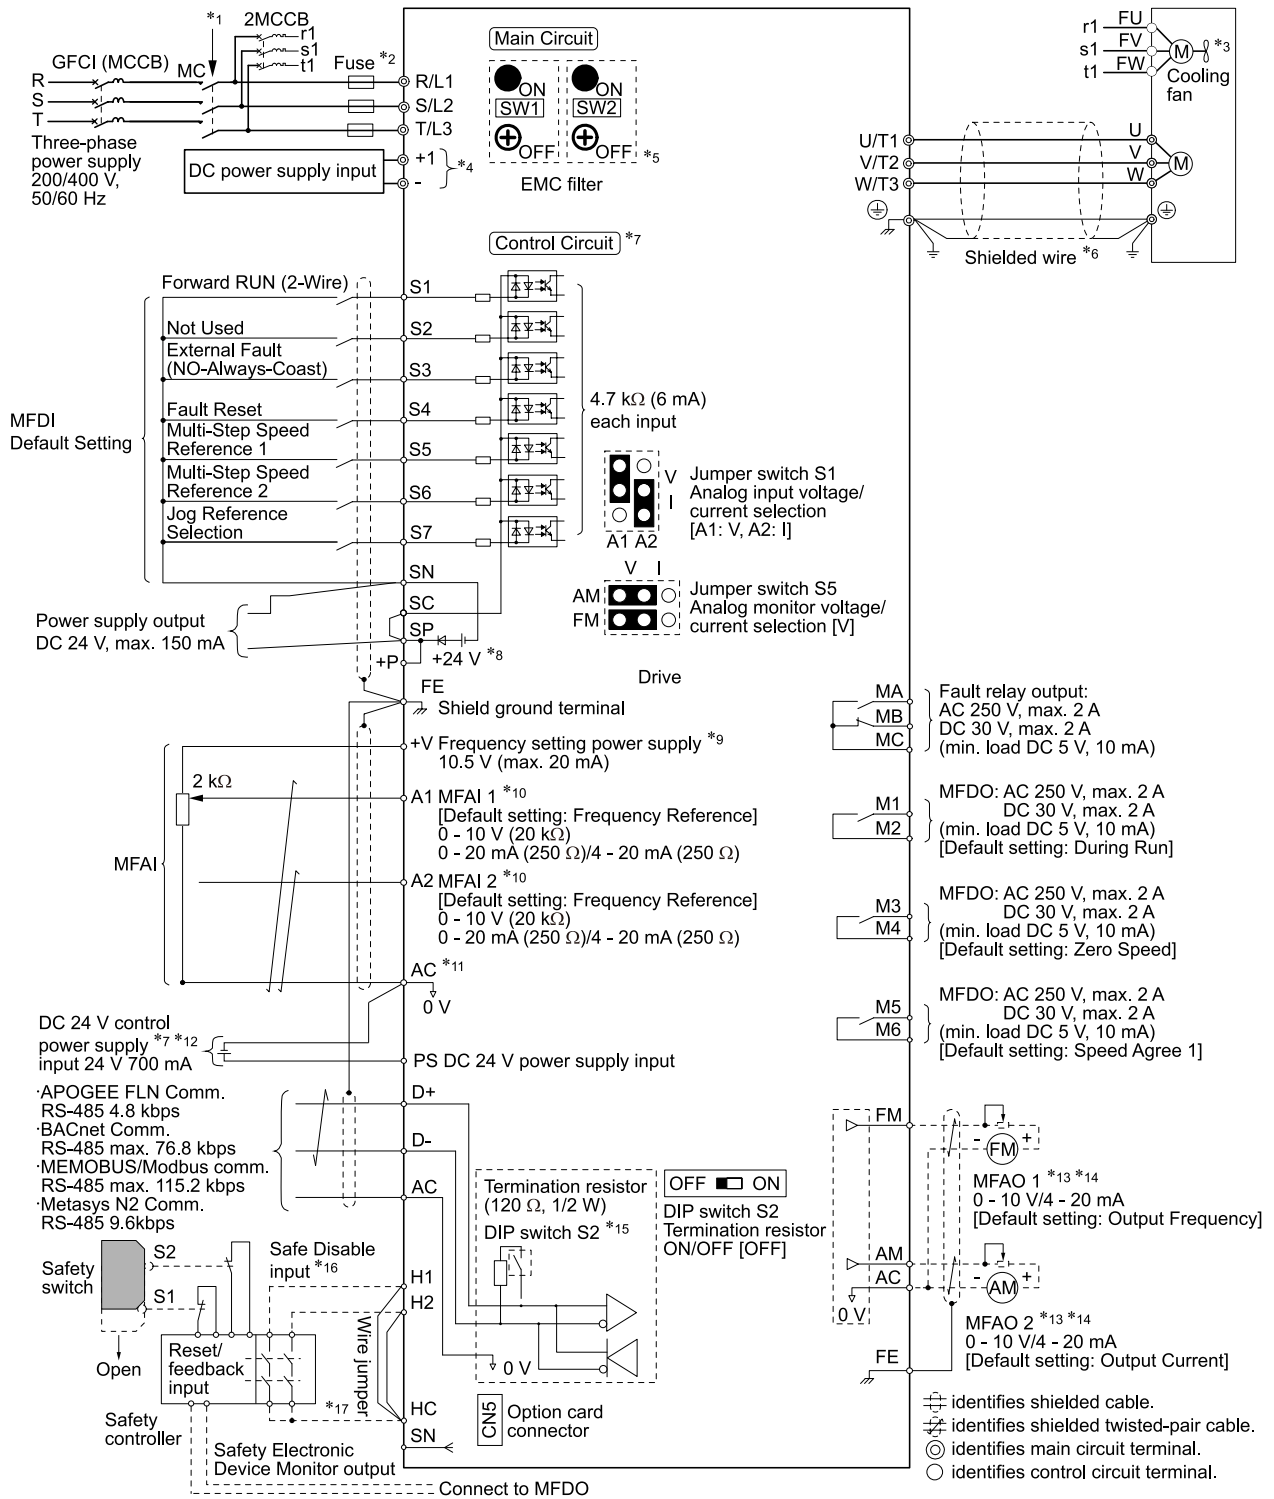 *1
2MCCB
r1
s1
t1
GFCI (MCCB)
MC
Fuse *2
R
S
T
R/L1
S/L2
T/L3
Three-phase
power supply
200/400 V,
50/60 Hz
DC power supply input
+1
-
*4
Main Circuit
ON
SW1
OFF
ON
SW2
OFF
*5
EMC filter
r1
s1
t1
FU
FV
FW
M
*3
Cooling
fan
U/T1
V/T2
W/T3
U
V
W
M
Shielded wire *6
Control Circuit *7
MFDI
Default Setting
Forward RUN (2-Wire)
S1
Not Used
S2
External Fault
(NO-Always-Coast)
S3
Fault Reset
S4
Multi-Step Speed
Reference 1
S5
Multi-Step Speed
Reference 2
S6
Jog Reference
Selection
S7
4.7 kΩ (6 mA)
each input
V
I
A1 A2
Jumper switch S1
Analog input voltage/
current selection
[A1: V, A2: I]
V I
AM
FM
Jumper switch S5
Analog monitor voltage/
current selection [V]
SN
SC
SP
+P
+24 V *8
Power supply output
DC 24 V, max. 150 mA
Drive
FE
Shield ground terminal
MFAI
2 kΩ
+V Frequency setting power supply *9
10.5 V (max. 20 mA)
A1 MFAI 1 *10
[Default setting: Frequency Reference]
0 - 10 V (20 kΩ)
0 - 20 mA (250 Ω)/4 - 20 mA (250 Ω)
A2 MFAI 2 *10
[Default setting: Frequency Reference]
0 - 10 V (20 kΩ)
0 - 20 mA (250 Ω)/4 - 20 mA (250 Ω)
AC *11
0 V
DC 24 V control
power supply *7 *12
input 24 V 700 mA
PS DC 24 V power supply input
MA
MB
MC
Fault relay output:
AC 250 V, max. 2 A
DC 30 V, max. 2 A
(min. load DC 5 V, 10 mA)
M1
M2
MFDO: AC 250 V, max. 2 A
DC 30 V, max. 2 A
(min. load DC 5 V, 10 mA)
[Default setting: During Run]
M3
M4
MFDO: AC 250 V, max. 2 A
DC 30 V, max. 2 A
(min. load DC 5 V, 10 mA)
[Default setting: Zero Speed]
M5
M6
MFDO: AC 250 V, max. 2 A
DC 30 V, max. 2 A
(min. load DC 5 V, 10 mA)
[Default setting: Speed Agree 1]
·APOGEE FLN Comm.
RS-485 4.8 kbps
·BACnet Comm.
RS-485 max. 76.8 kbps
·MEMOBUS/Modbus comm.
RS-485 max. 115.2 kbps
·Metasys N2 Comm.
RS-485 9.6kbps
D+
D-
AC
Termination resistor
(120 Ω, 1/2 W)
DIP switch S2 *15
0 V
OFF ON
DIP switch S2
Termination resistor
ON/OFF [OFF]
FM
- +
FM
MFAO 1 *13 *14
0 - 10 V/4 - 20 mA
[Default setting: Output Frequency]
AM
AC
0 V
- +
AM
MFAO 2 *13 *14
0 - 10 V/4 - 20 mA
[Default setting: Output Current]
FE
Safety
switch
S2
S1
Open
Safe Disable
input *16
H1
H2
Wire jumper
Reset/
feedback
input
*17
HC
SN
Safety
controller
Safety Electronic
Device Monitor output
Connect to MFDO
CN5
Option card
connector
identifies shielded cable.
identifies shielded twisted-pair cable.
identifies main circuit terminal.
identifies control circuit terminal.